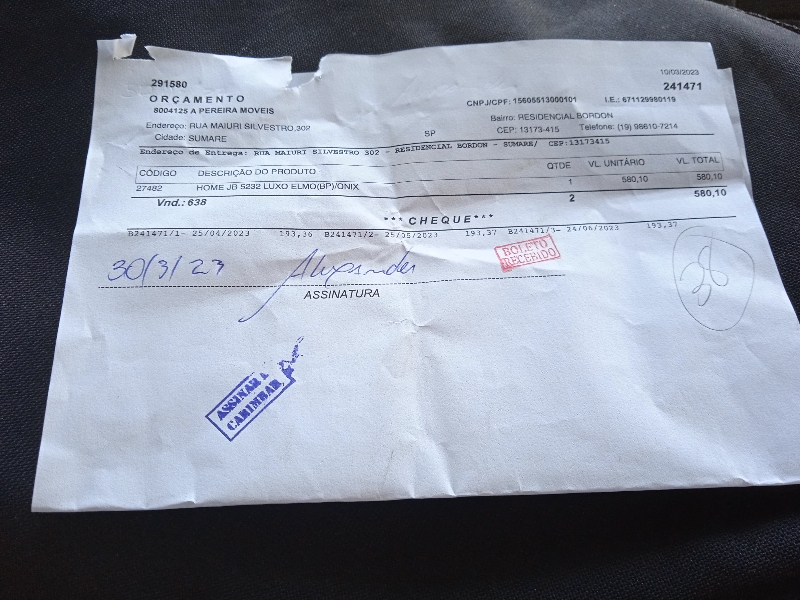 10/03/2023
291580 241471
ORÇAMENTO CNPJ/CPF: 15606513000101 I.E.: 671129980119
8004125 A PEREIRA MOVEIS
Endereço: RUA MAIURI SILVESTRO,302 Bairro: RESIDENCIAL BORDON
Cidade: SUMARE SP CEP: 13173-415 Telefone: (19) 98610-7214
Endereço de Entrega: RUA MAIURI SILVESTRO 302 - RESIDENCIAL BORDON - SUMARE/ CEP:13173415
CÓDIGO DESCRIÇÃO DO PRODUTO QTDE VL. UNITÁRIO VL. TOTAL
27482 HOME JB 5232 LUXO ELMO(BP)/ONIX 1 580,10 580,10
Vnd.: 638 2 580,10
***CHEQUE***
B241471/1- 25/04/2023 193,36 B241471/2- 25/05/2023 193,37 B241471/3- 24/06/2023 193,37
30/3/23 Alexandre
BOLETO
RECEBIDO
38
ASSINATURA
ASSINAR
CARIMBAR